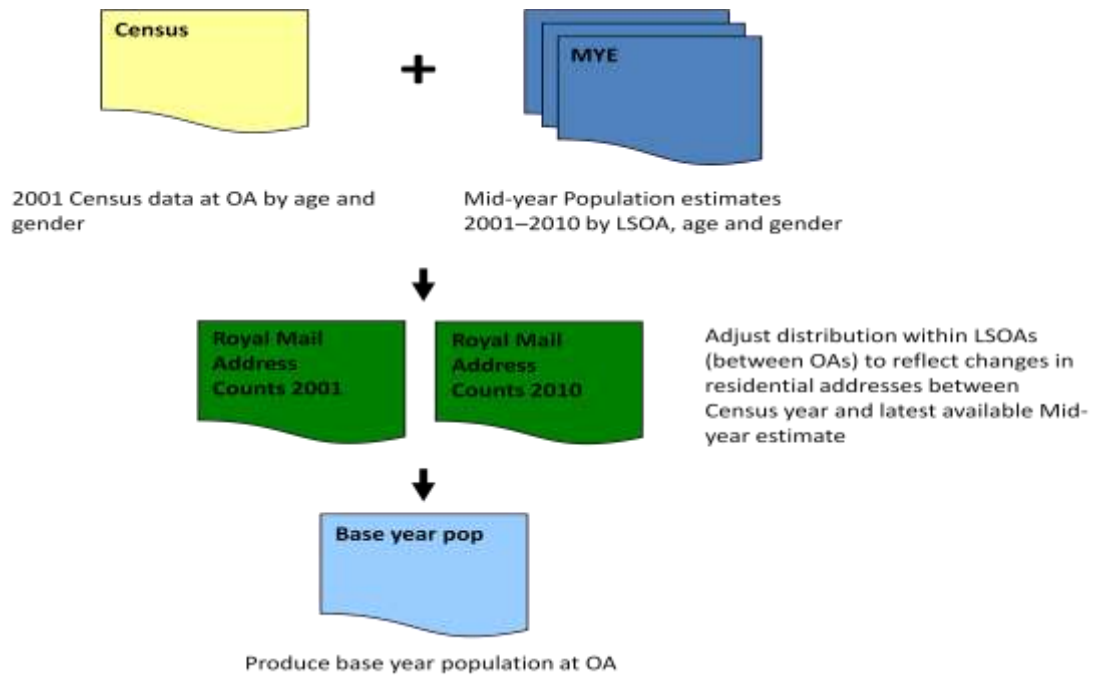 Census
+
MYE
2001 Census data at OA by age and
gender
Mid-year Population estimates
2001–2010 by LSOA, age and gender
Royal Mail
Address
Counts 2001
Royal Mail
Address
Counts 2010
Adjust distribution within LSOAs
(between OAs) to reflect changes in
residential addresses between
Census year and latest available Mid-
year estimate
Base year pop
Produce base year population at OA